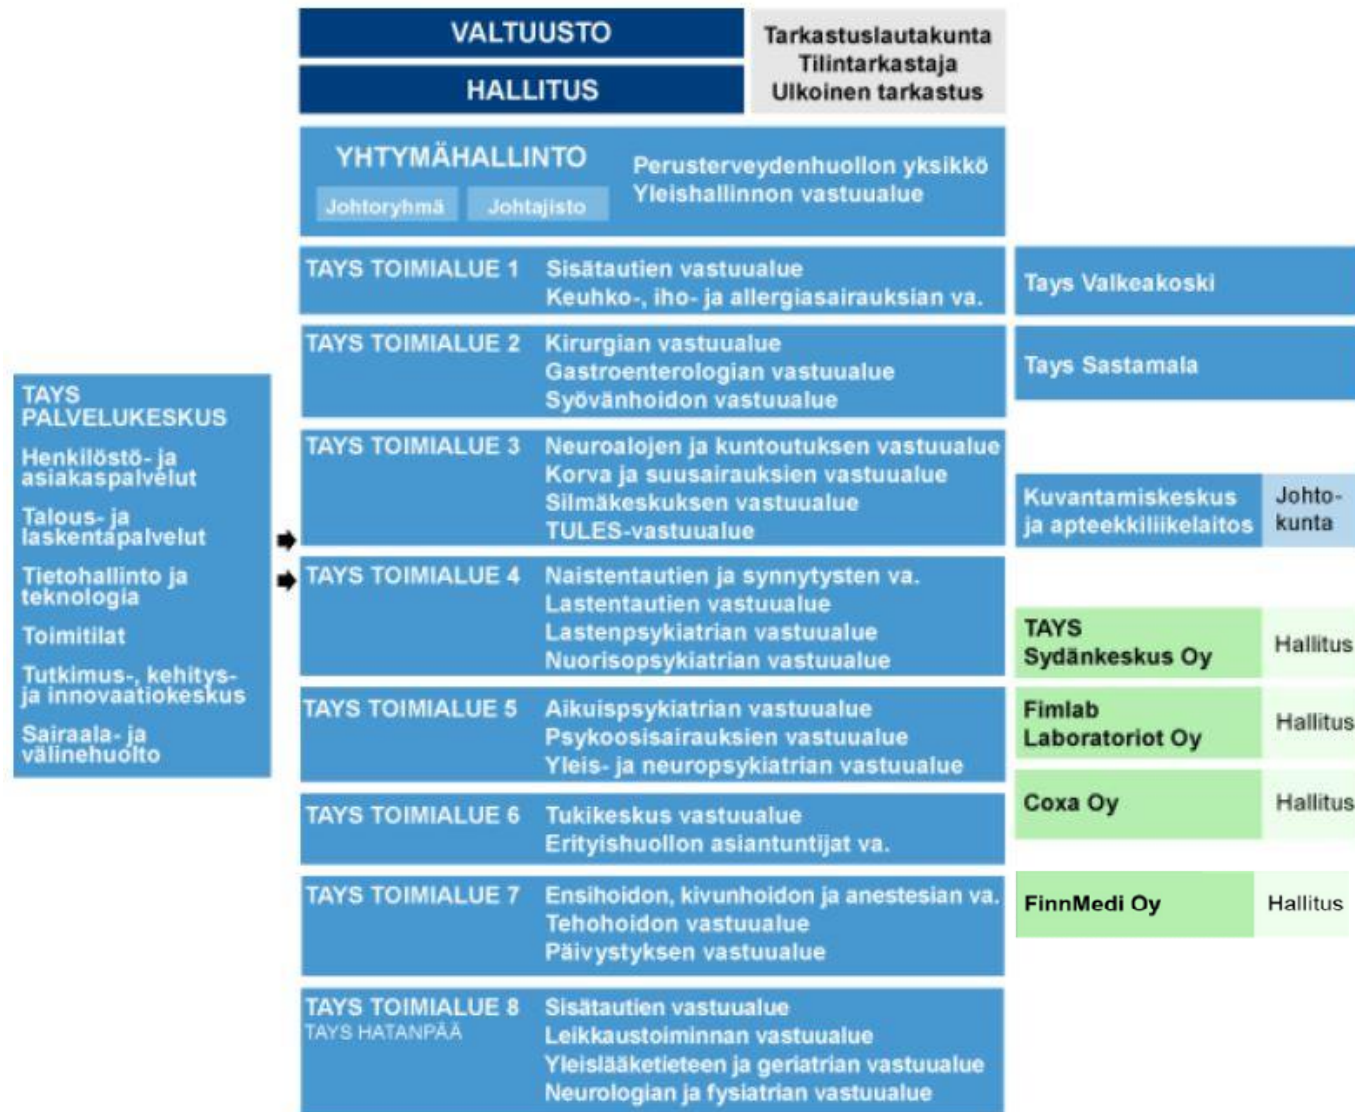 VALTUUSTO
HALLITUS
Tarkastuslautakunta
Tilintarkastaja
Ulkoinen tarkastus
YHTYMÄHALLINTO
Johtoryhmä
Johtajisto
Perusterveydenhuollon yksikkö
Yleishallinnon vastuualue
TAYS
PALVELUKESKUS
Henkilöstö- ja
asiakaspalvelut
Talous- ja
laskentapalvelut
Tietohallinto ja
teknologia
Toimitilat
Tutkimus-, kehitys-
ja innovaatiokeskus
Sairaala- ja
välinehuolto
TAYS TOIMIALUE 1
Sisätautien vastuualue
Keuhko-, iho- ja allergiasairauksian va.
TAYS TOIMIALUE 2
Kirurgian vastuualue
Gastroenterologian vastuualue
Syövänhoidon vastuualue
TAYS TOIMIALUE 3
Neuroalojen ja kuntoutuksen vastuualue
Korva ja suusairauksien vastuualue
Silmäkeskuksen vastuualue
TULES-vastuualue
TAYS TOIMIALUE 4
Naistentautien ja synnytysten va.
Lastentautien vastuualue
Lastenpsykiatrian vastuualue
Nuorisopsykiatrian vastuualue
TAYS TOIMIALUE 5
Aikuispsykiatrian vastuualue
Psykoosisairauksien vastuualue
Yleis- ja neuropsykiatrian vastuualue
TAYS TOIMIALUE 6
Tukikeskus vastuualue
Erityishuollon asiantuntijat va.
TAYS TOIMIALUE 7
Ensihoidon, kivunhoidon ja anestesian va.
Tehohoidon vastuualue
Päivystyksen vastuualue
TAYS TOIMIALUE 8
TAYS HATANPÄÄ
Sisätautien vastuualue
Leikkaustoiminnan vastuualue
Yleislääketieteen ja geriatrian vastuualue
Neurologian ja fysiatrian vastuualue
Tays Valkeakoski
Tays Sastamala
Kuvantamiskeskus
ja apteekkiliikelaitos
Johto-
kunta
TAYS
Sydänkeskus Oy
Hallitus
Fimlab
Laboratoriot Oy
Hallitus
Coxa Oy
Hallitus
FinnMedi Oy
Hallitus